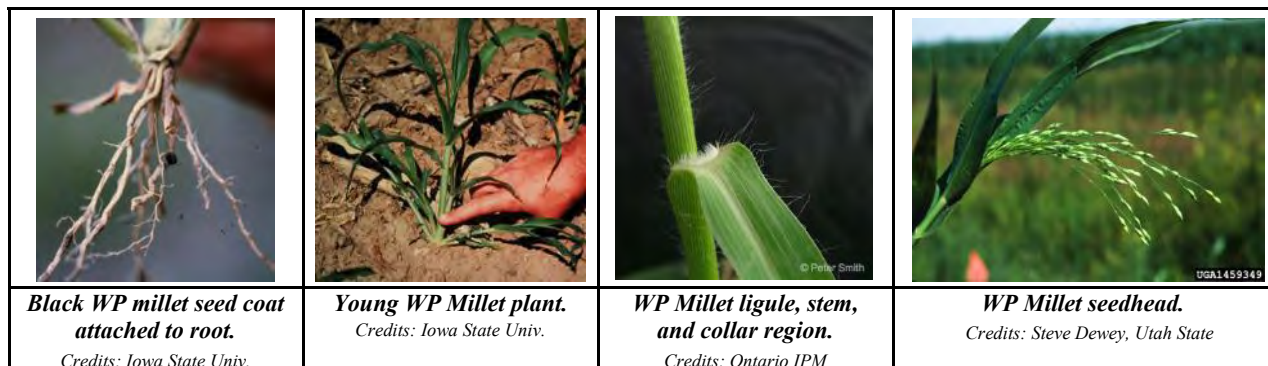 © Peter Smith
UGA1459349
Black WP millet seed coat
attached to root.
Credits: Iowa State Univ.
Young WP Millet plant.
Credits: Iowa State Univ.
WP Millet ligule, stem,
and collar region.
Credits: Ontario IPM
WP Millet seedhead.
Credits: Steve Dewey, Utah State